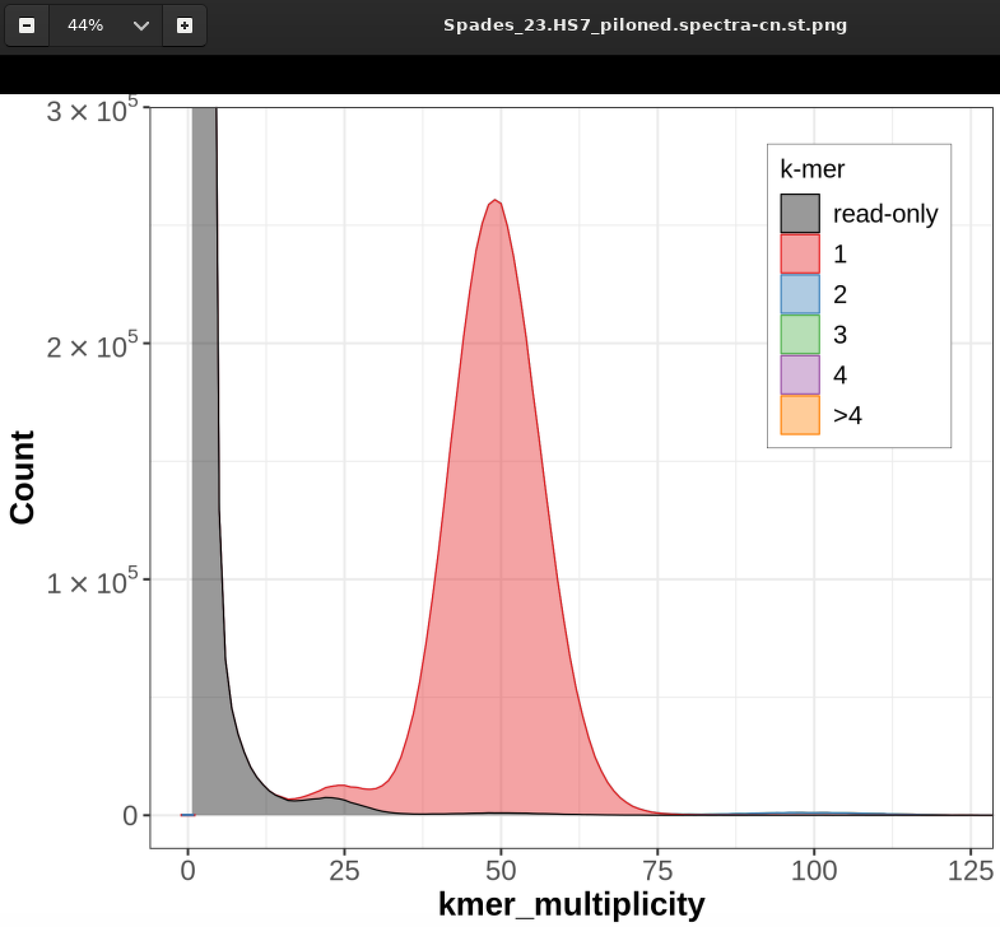 44%
Spades_23.HS7_piloned.spectra-cn.st.png
3 × 10⁵
2 × 10⁵
1 × 10⁵
0
Count
k-mer
read-only
1
2
3
4
>4
0 25 50 75 100 125
kmer_multiplicity